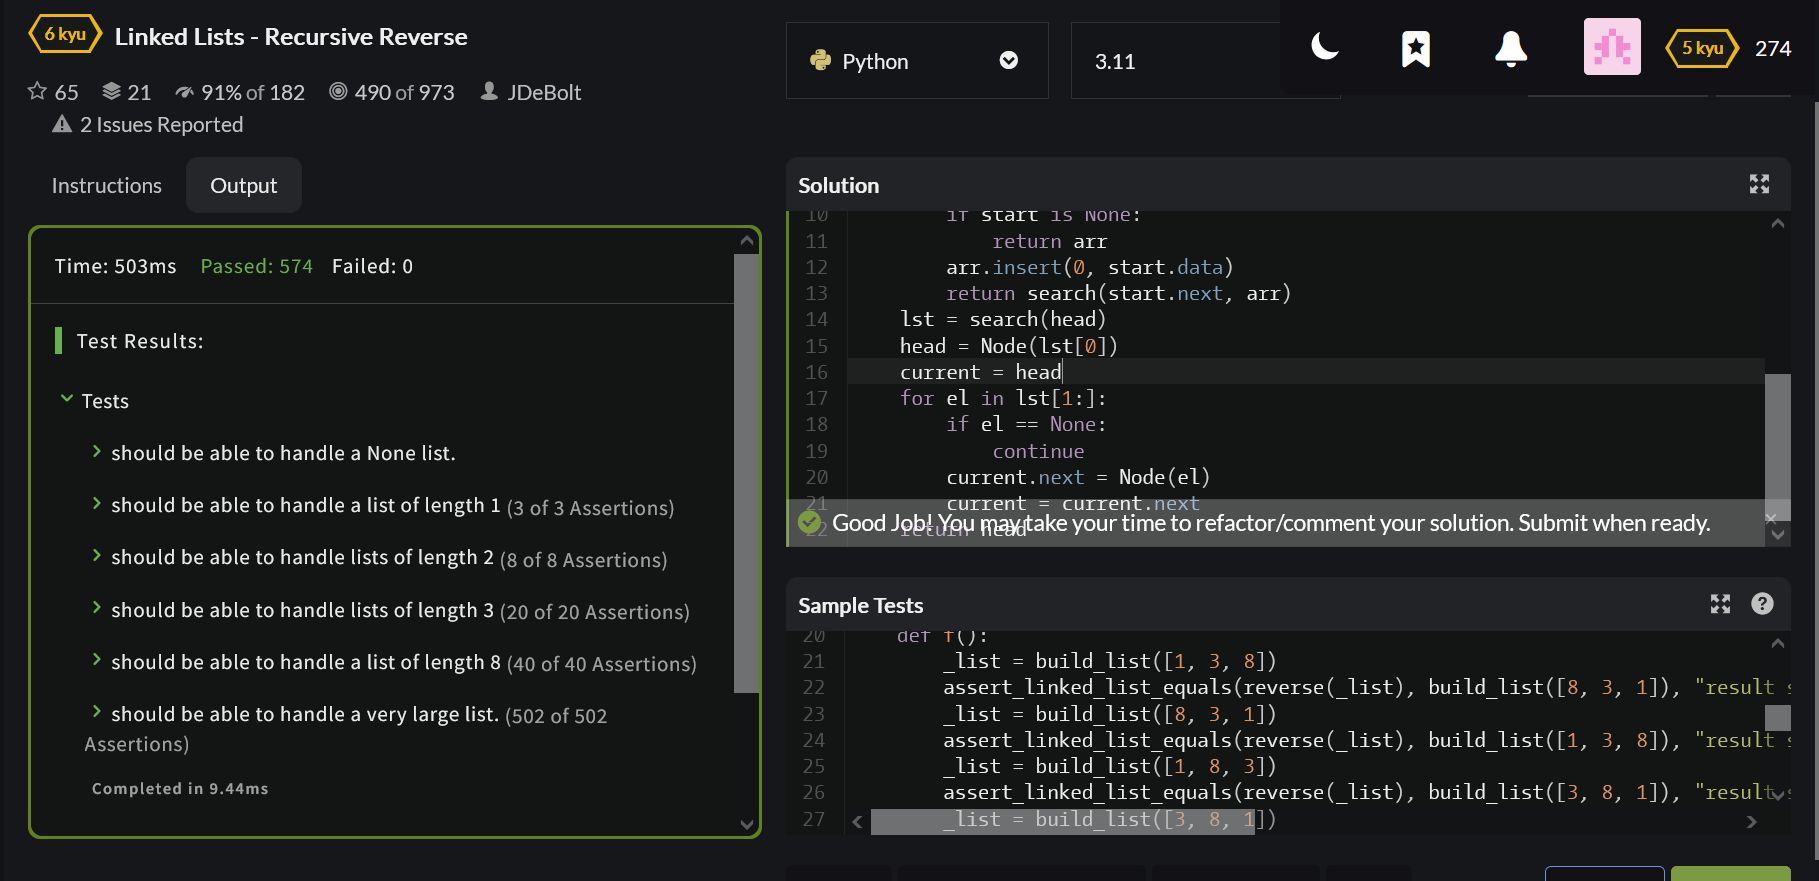 6 kyu Linked Lists - Recursive Reverse
65 21 91% of 182 490 of 973 JDeBolt
2 Issues Reported
Instructions Output
Time: 503ms Passed: 574 Failed: 0
Test Results:
Tests
should be able to handle a None list.
should be able to handle a list of length 1 (3 of 3 Assertions)
should be able to handle lists of length 2 (8 of 8 Assertions)
should be able to handle lists of length 3 (20 of 20 Assertions)
should be able to handle a list of length 8 (40 of 40 Assertions)
should be able to handle a very large list. (502 of 502
Assertions)
Completed in 9.44ms
Python 3.11
5 kyu 274
Solution
10 if start is None:
11 return arr
12 arr.insert(0, start.data)
13 return search(start.next, arr)
14 lst = search(head)
15 head = Node(lst[0])
16 current = head
17 for el in lst[1:]:
18 if el == None:
19 continue
20 current.next = Node(el)
21 current = current.next
22 return head
Good Job! You may take your time to refactor/comment your solution. Submit when ready.
Sample Tests
20 def f():
21 _list = build_list([1, 3, 8])
22 assert_linked_list_equals(reverse(_list), build_list([8, 3, 1]), "result s
23 _list = build_list([8, 3, 1])
24 assert_linked_list_equals(reverse(_list), build_list([1, 3, 8]), "result s
25 _list = build_list([1, 8, 3])
26 assert_linked_list_equals(reverse(_list), build_list([3, 8, 1]), "result s
27 _list = build_list([3, 8, 1])